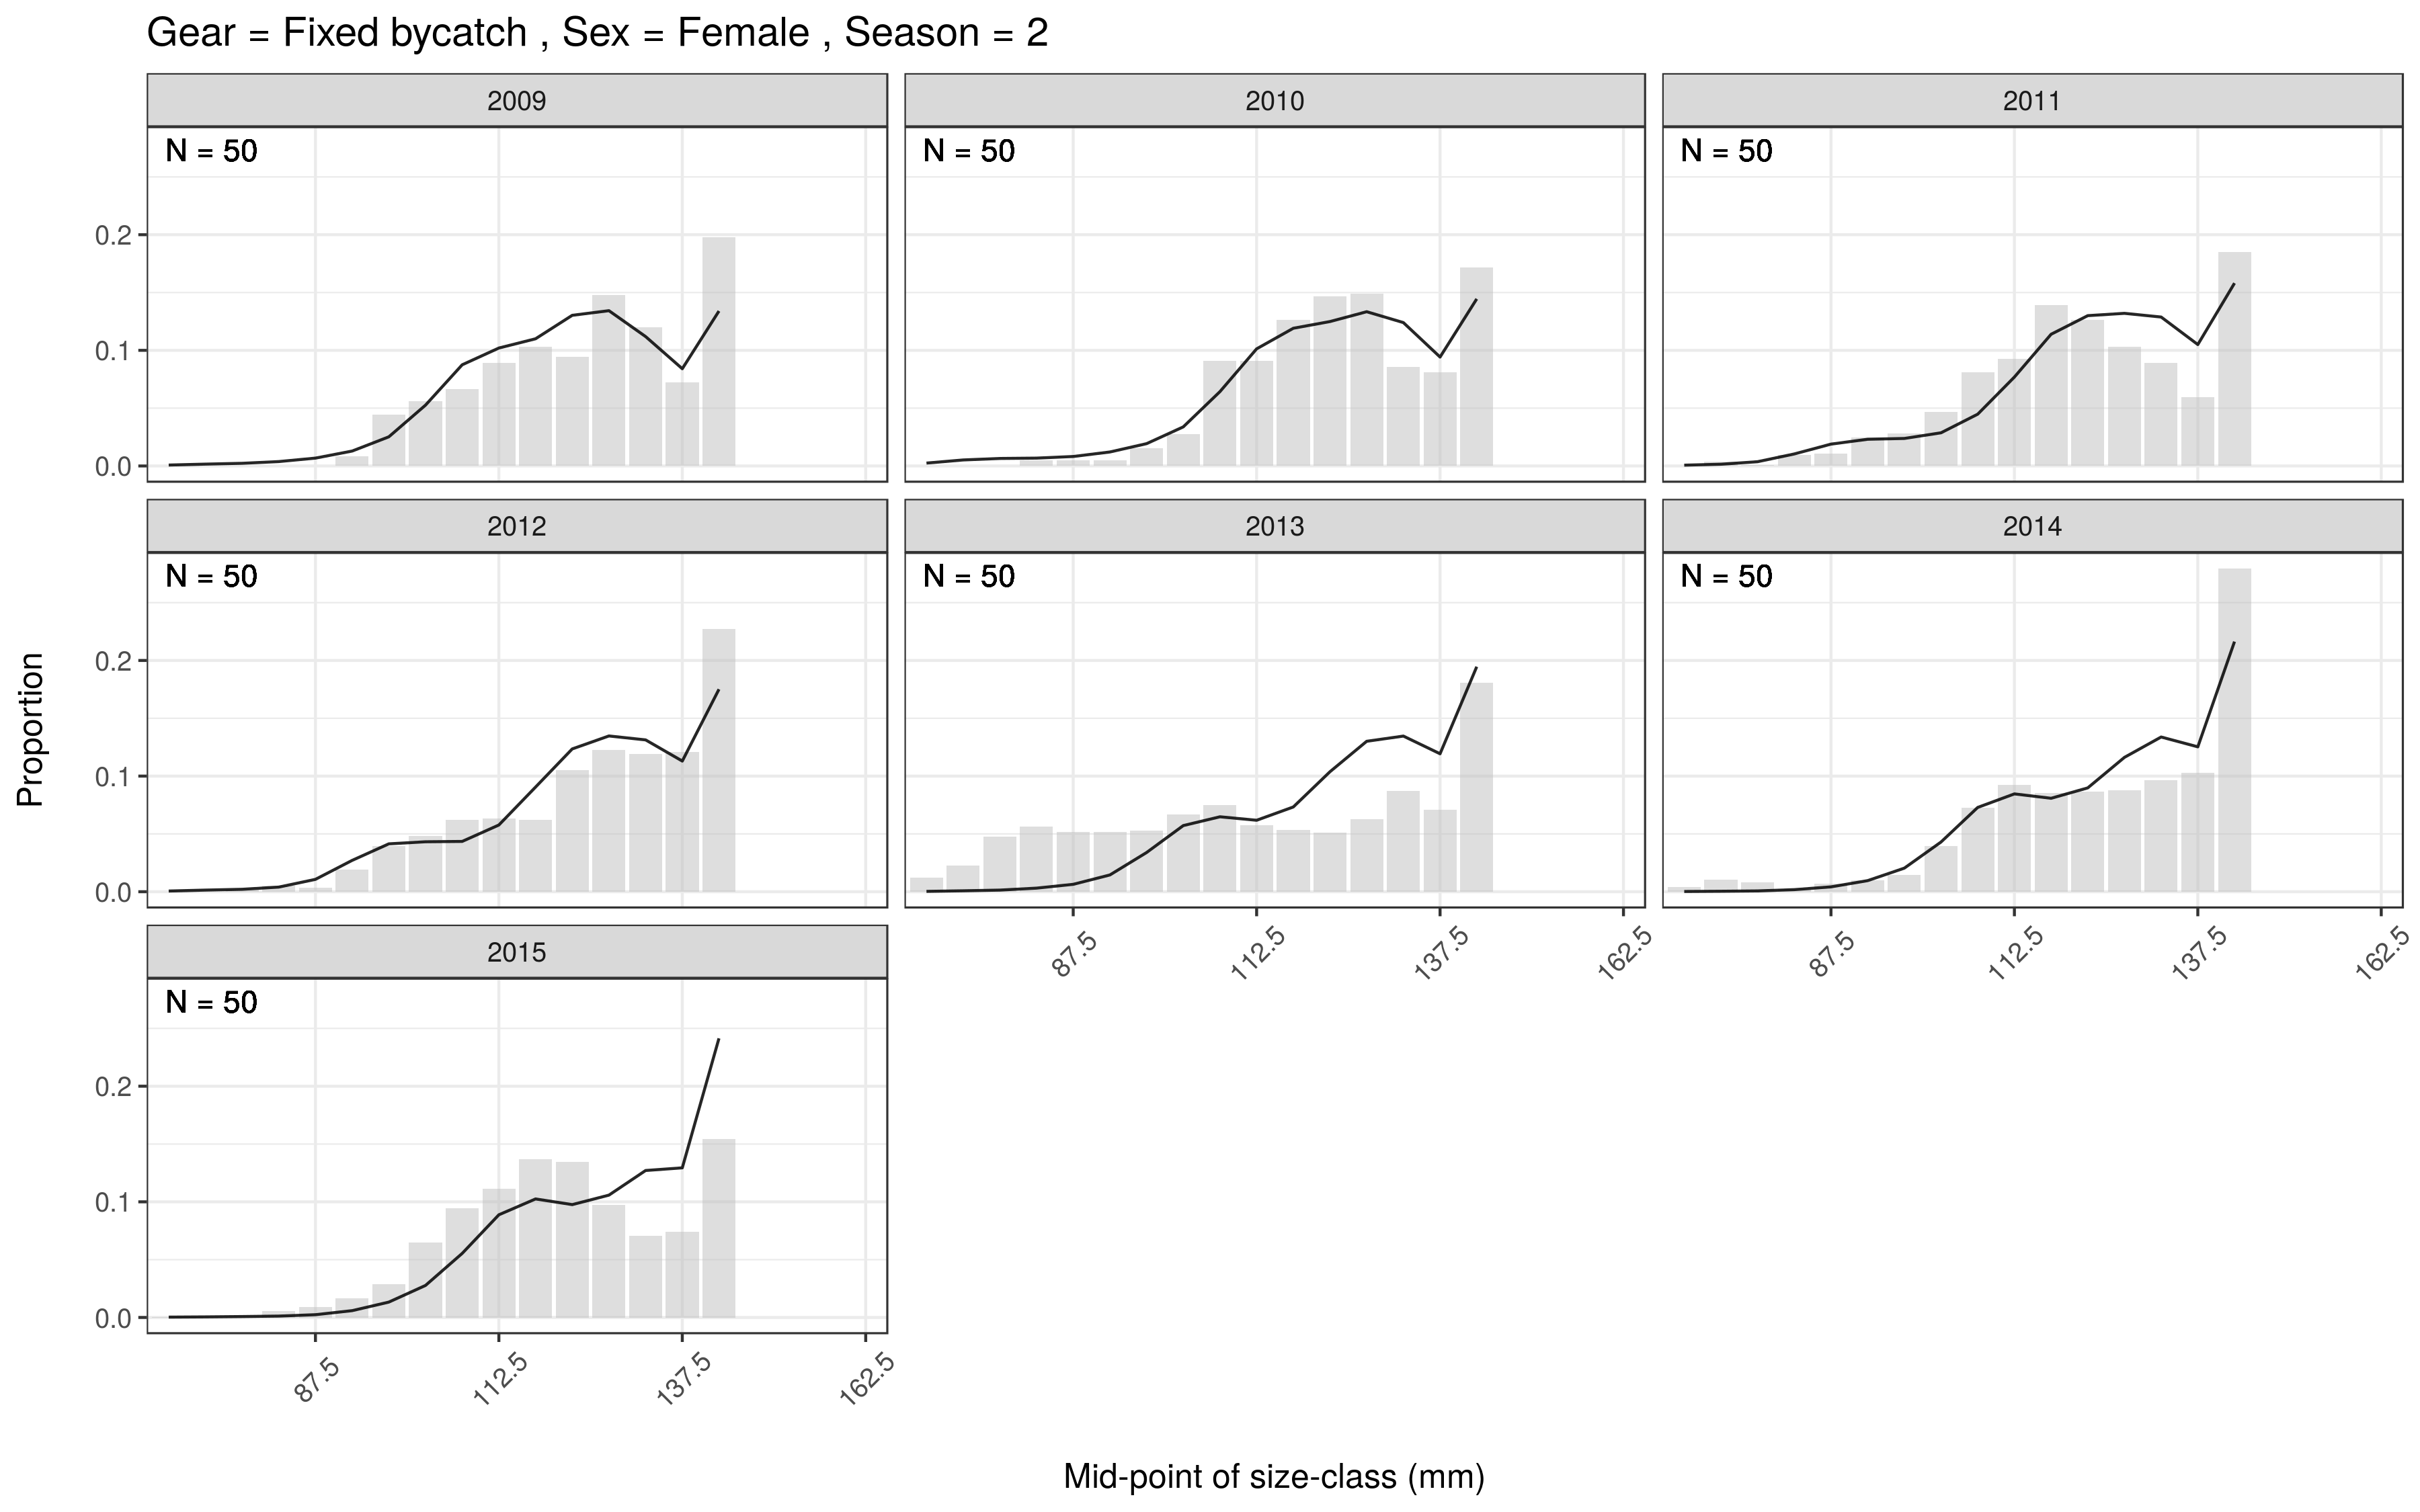 Gear = Fixed bycatch , Sex = Female , Season = 2
2009 2010 2011
N = 50 N = 50 N = 50
0.2
0.1
0.0
2012 2013 2014
N = 50 N = 50 N = 50
0.2
0.1
0.0
87.5 112.5 137.5 162.5 87.5 112.5 137.5 162.5
2015
N = 50
0.2
0.1
0.0
87.5 112.5 137.5 162.5
Proportion
Mid-point of size-class (mm)